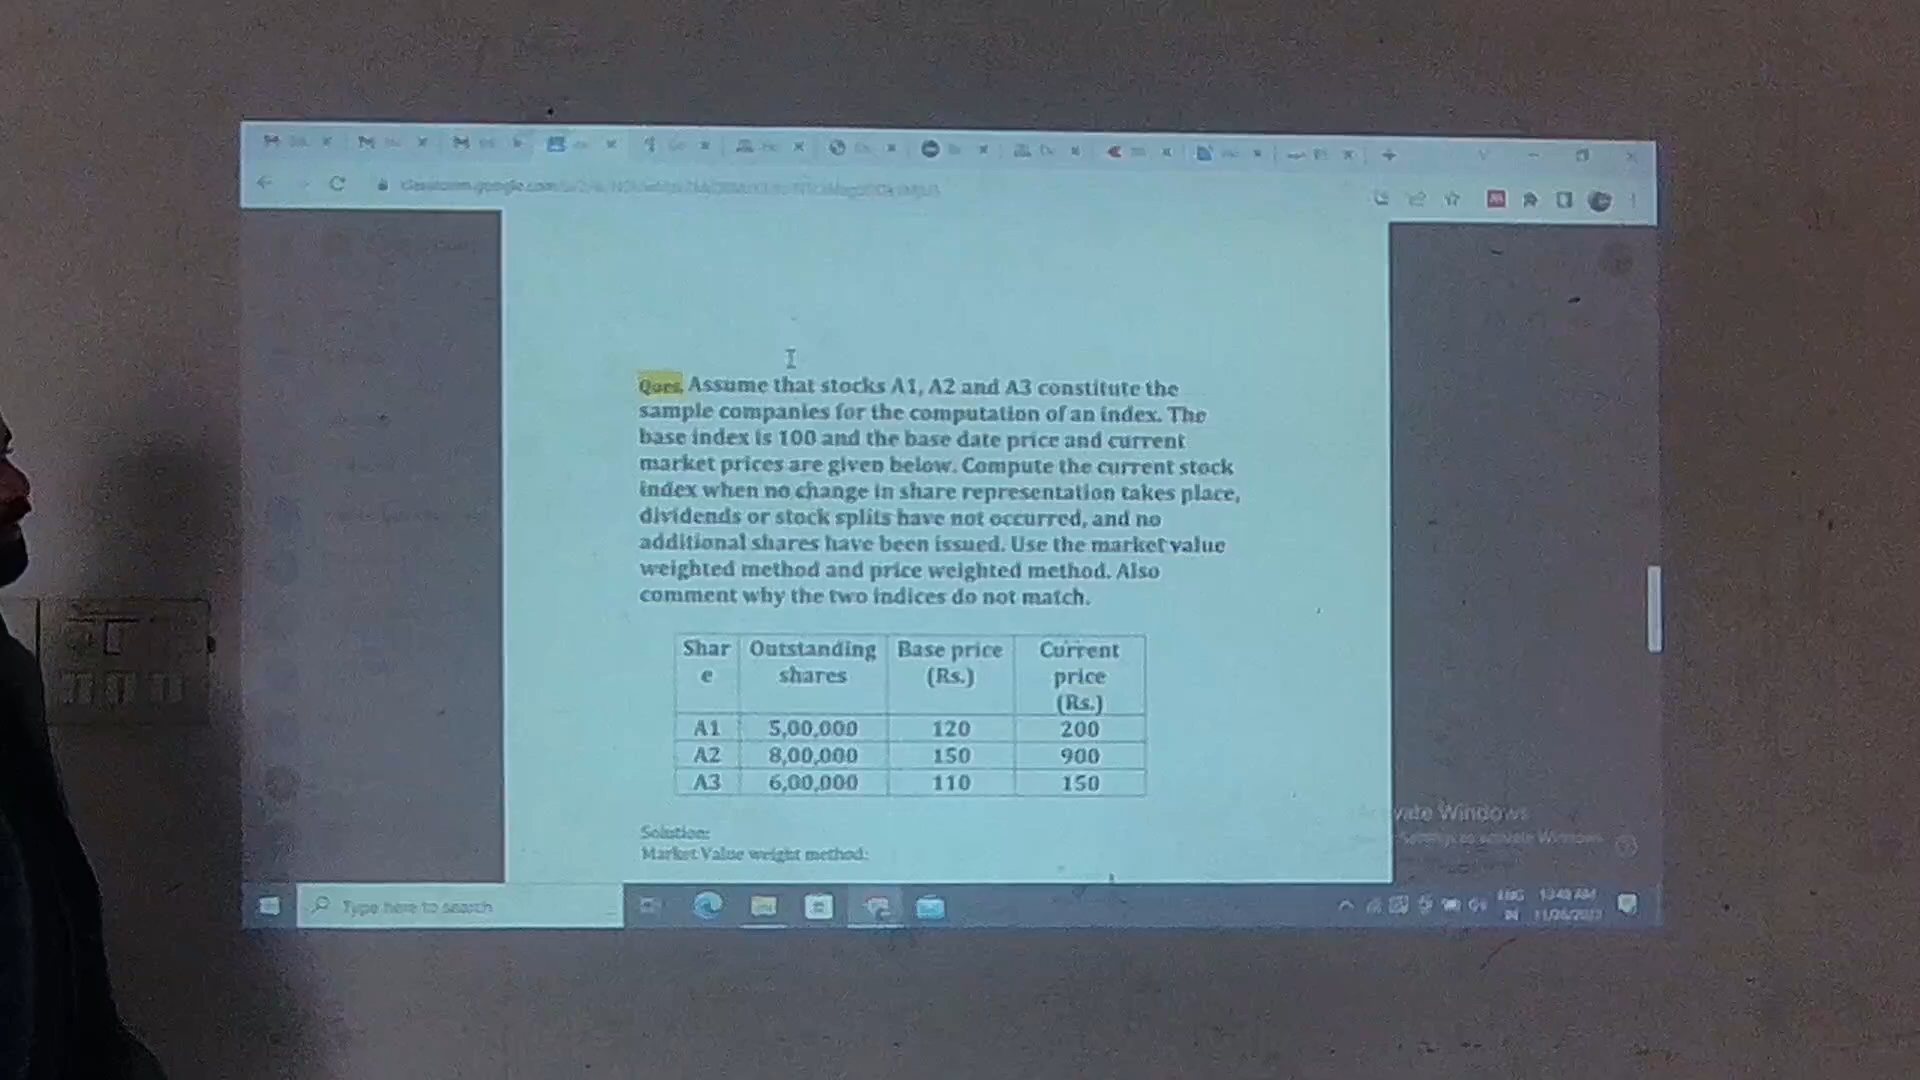 classroom.google.com
Ques. Assume that stocks A1, A2 and A3 constitute the
sample companies for the computation of an index. The
base index is 100 and the base date price and current
market prices are given below. Compute the current stock
index when no change in share representation takes place,
dividends or stock splits have not occurred, and no
additional shares have been issued. Use the market value
weighted method and price weighted method. Also
comment why the two indices do not match.
Shar e Outstanding shares Base price (Rs.) Current price (Rs.)
A1 5,00,000 120 200
A2 8,00,000 150 900
A3 6,00,000 110 150
Solution:
Market Value weight method:
Windows
Type here to search